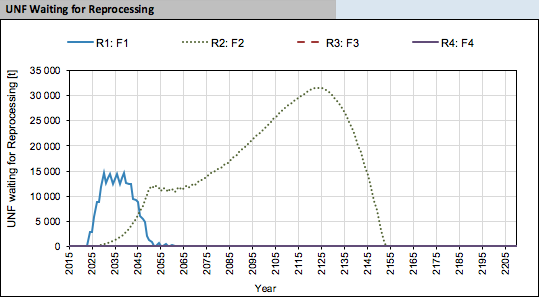 UNF Waiting for Reprocessing
R1: F1 R2: F2 R3: F3 R4: F4
UNF waiting for Reprocessing [t]
35 000
30 000
25 000
20 000
15 000
10 000
5 000
0
2015 2025 2035 2045 2055 2065 2075 2085 2095 2105 2115 2125 2135 2145 2155 2165 2175 2185 2195 2205
Year